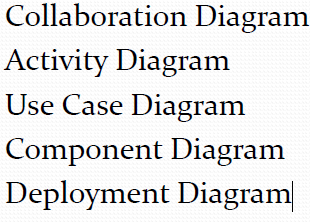 Collaboration Diagram
Activity Diagram
Use Case Diagram
Component Diagram
Deployment Diagram